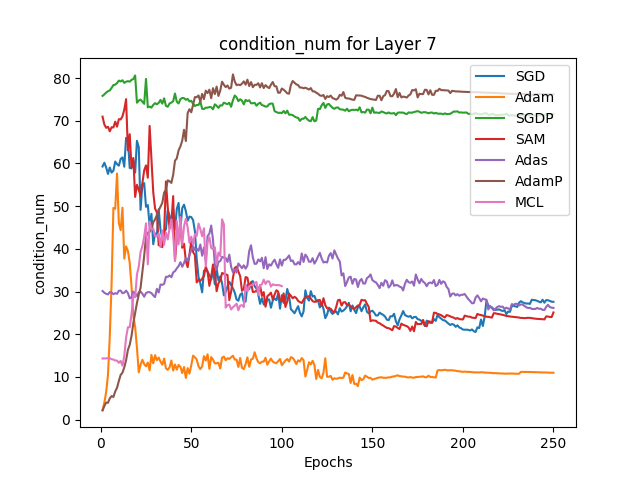 condition_num for Layer 7
condition_num
80
70
60
50
40
30
20
10
0
SGD
Adam
SGDP
SAM
Adas
AdamP
MCL
0 50 100 150 200 250
Epochs